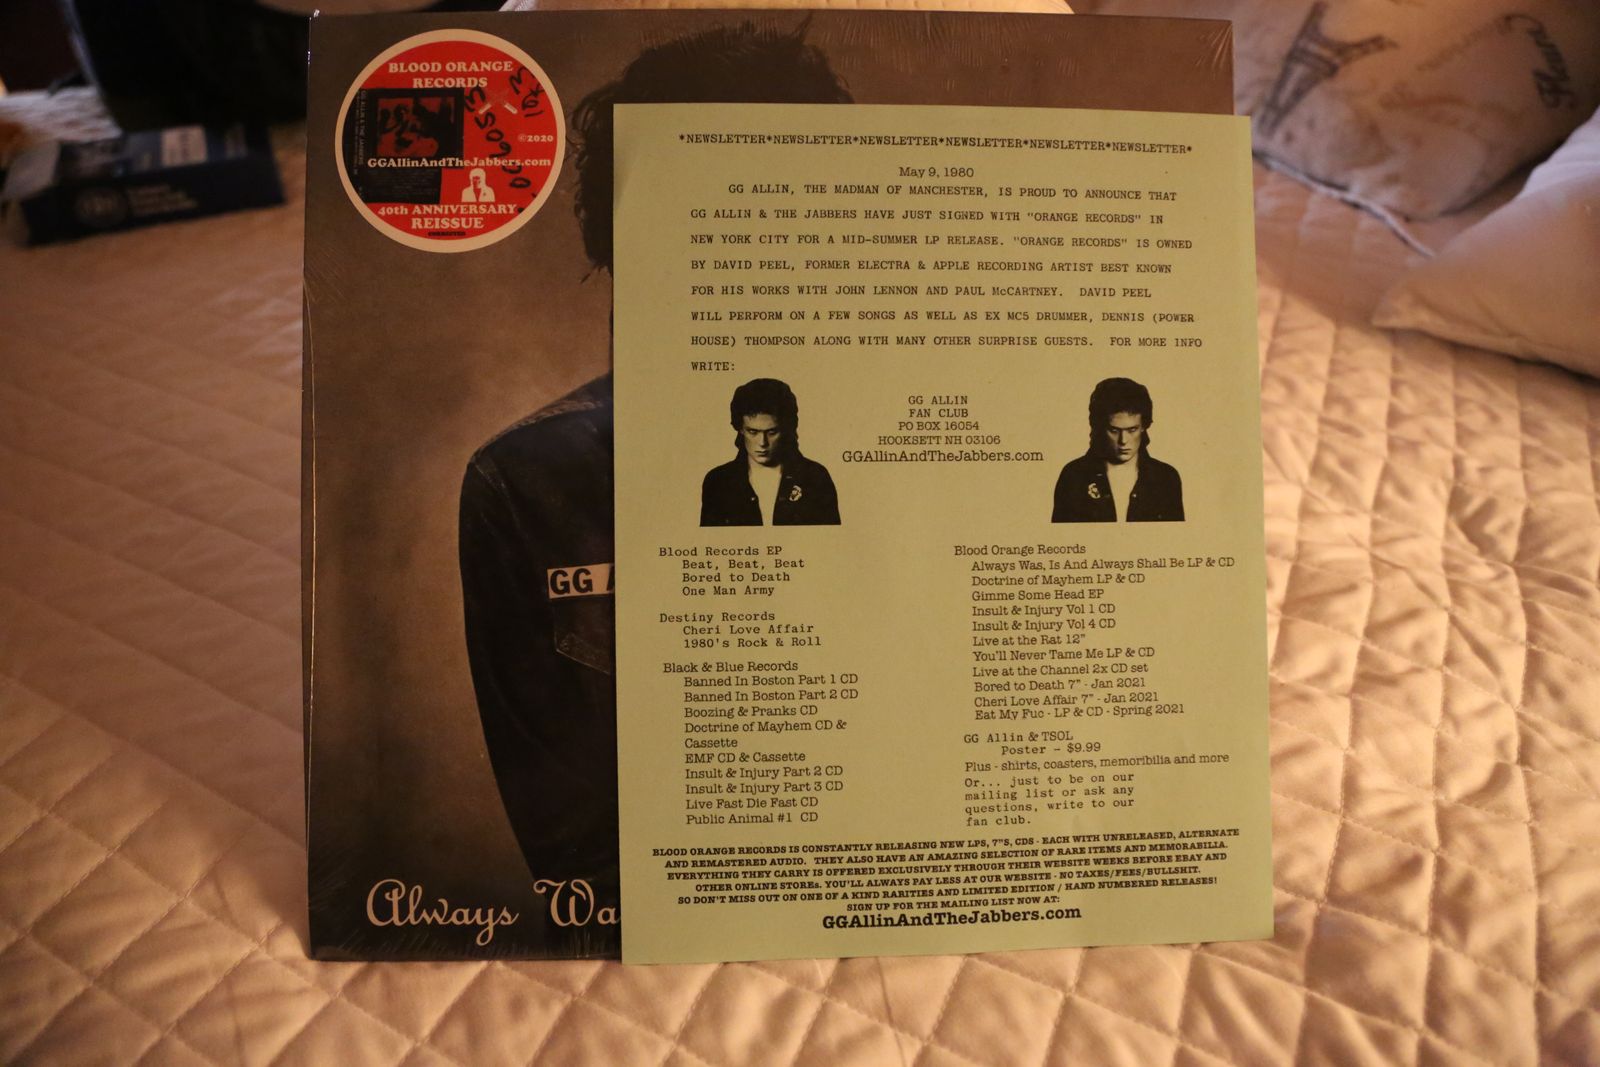 BLOOD ORANGE
RECORDS
©2020
GGAllinAndTheJabbers.com
40th ANNIVERSARY
REISSUE
GG A
Always Wa
*NEWSLETTER*NEWSLETTER*NEWSLETTER*NEWSLETTER*NEWSLETTER*NEWSLETTER*
May 9, 1980
GG ALLIN, THE MADMAN OF MANCHESTER, IS PROUD TO ANNOUNCE THAT
GG ALLIN & THE JABBERS HAVE JUST SIGNED WITH "ORANGE RECORDS" IN
NEW YORK CITY FOR A MID-SUMMER LP RELEASE. "ORANGE RECORDS" IS OWNED
BY DAVID PEEL, FORMER ELECTRA & APPLE RECORDING ARTIST BEST KNOWN
FOR HIS WORKS WITH JOHN LENNON AND PAUL McCARTNEY. DAVID PEEL
WILL PERFORM ON A FEW SONGS AS WELL AS EX MC5 DRUMMER, DENNIS (POWER
HOUSE) THOMPSON ALONG WITH MANY OTHER SURPRISE GUESTS. FOR MORE INFO
WRITE:
GG ALLIN
FAN CLUB
PO BOX 16054
HOOKSETT NH 03106
GGAllinAndTheJabbers.com
Blood Records EP
Beat, Beat, Beat
Bored to Death
One Man Army
Destiny Records
Cheri Love Affair
1980's Rock & Roll
Black & Blue Records
Banned In Boston Part 1 CD
Banned In Boston Part 2 CD
Boozing & Pranks CD
Doctrine of Mayhem CD &
Cassette
EMF CD & Cassette
Insult & Injury Part 2 CD
Insult & Injury Part 3 CD
Live Fast Die Fast CD
Public Animal #1 CD
Blood Orange Records
Always Was, Is And Always Shall Be LP & CD
Doctrine of Mayhem LP & CD
Gimme Some Head EP
Insult & Injury Vol 1 CD
Insult & Injury Vol 4 CD
Live at the Rat 12"
You'll Never Tame Me LP & CD
Live at the Channel 2x CD set
Bored to Death 7" - Jan 2021
Cheri Love Affair 7" - Jan 2021
Eat My Fuc - LP & CD - Spring 2021
GG Allin & TSOL
Poster - $9.99
Plus - shirts, coasters, memoribilia and more
Or... just to be on our
mailing list or ask any
questions, write to our
fan club.
BLOOD ORANGE RECORDS IS CONSTANTLY RELEASING NEW LPS, 7"S, CDS - EACH WITH UNRELEASED, ALTERNATE
AND REMASTERED AUDIO. THEY ALSO HAVE AN AMAZING SELECTION OF RARE ITEMS AND MEMORABILIA.
EVERYTHING THEY CARRY IS OFFERED EXCLUSIVELY THROUGH THEIR WEBSITE WEEKS BEFORE EBAY AND
OTHER ONLINE STOREs. YOU'LL ALWAYS PAY LESS AT OUR WEBSITE - NO TAXES/FEES/BULLSHIT.
SO DON'T MISS OUT ON ONE OF A KIND RARITIES AND LIMITED EDITION / HAND NUMBERED RELEASES!
SIGN UP FOR THE MAILING LIST NOW AT:
GGAllinAndTheJabbers.com